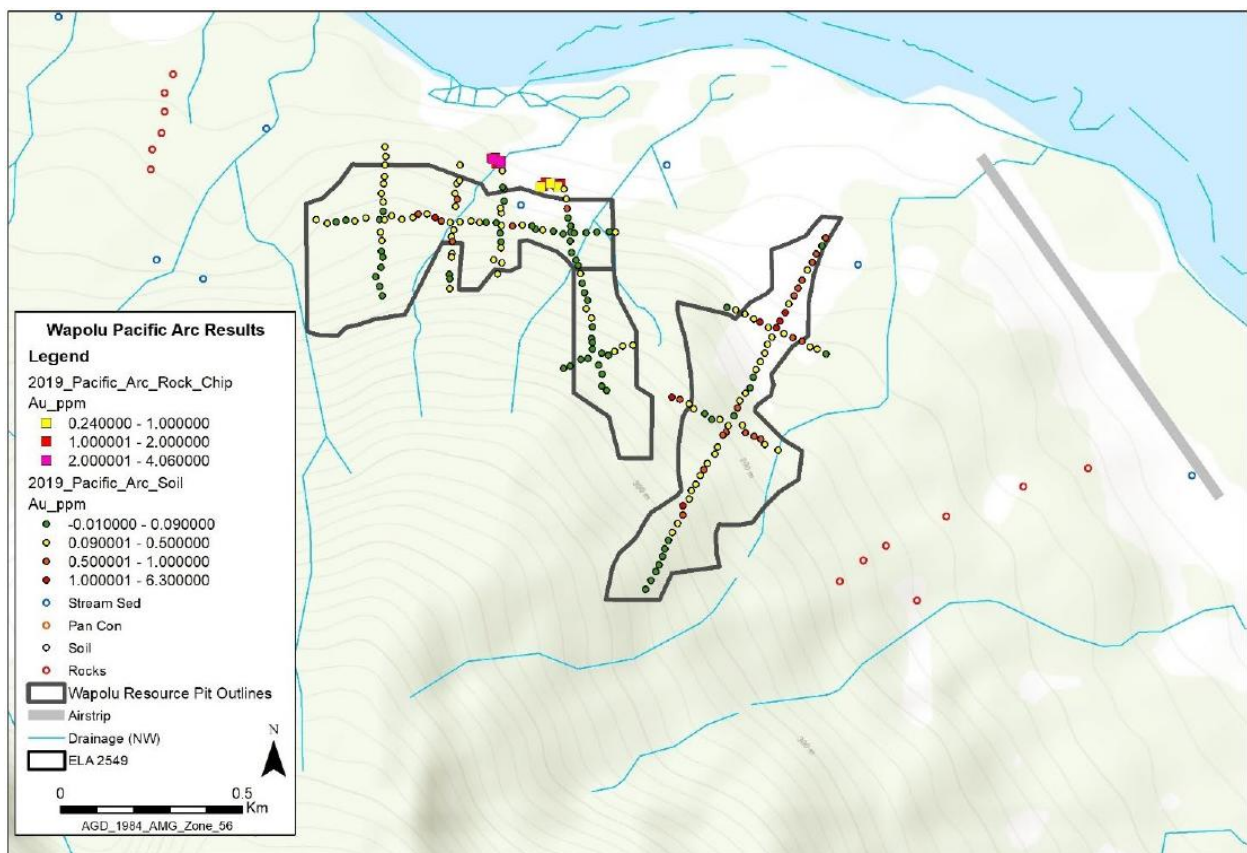 Wapolu Pacific Arc Results
Legend
2019_Pacific_Arc_Rock_Chip
Au_ppm
0.240000 - 1.000000
1.000001 - 2.000000
2.000001 - 4.060000
2019_Pacific_Arc_Soil
Au_ppm
-0.010000 - 0.090000
0.090001 - 0.500000
0.500001 - 1.000000
1.000001 - 6.300000
Stream Sed
Pan Con
Soil
Rocks
Wapolu Resource Pit Outlines
Airstrip
Drainage (NW)
ELA 2549
N
0 0.5
Km
AGD_1984_AMG_Zone_56